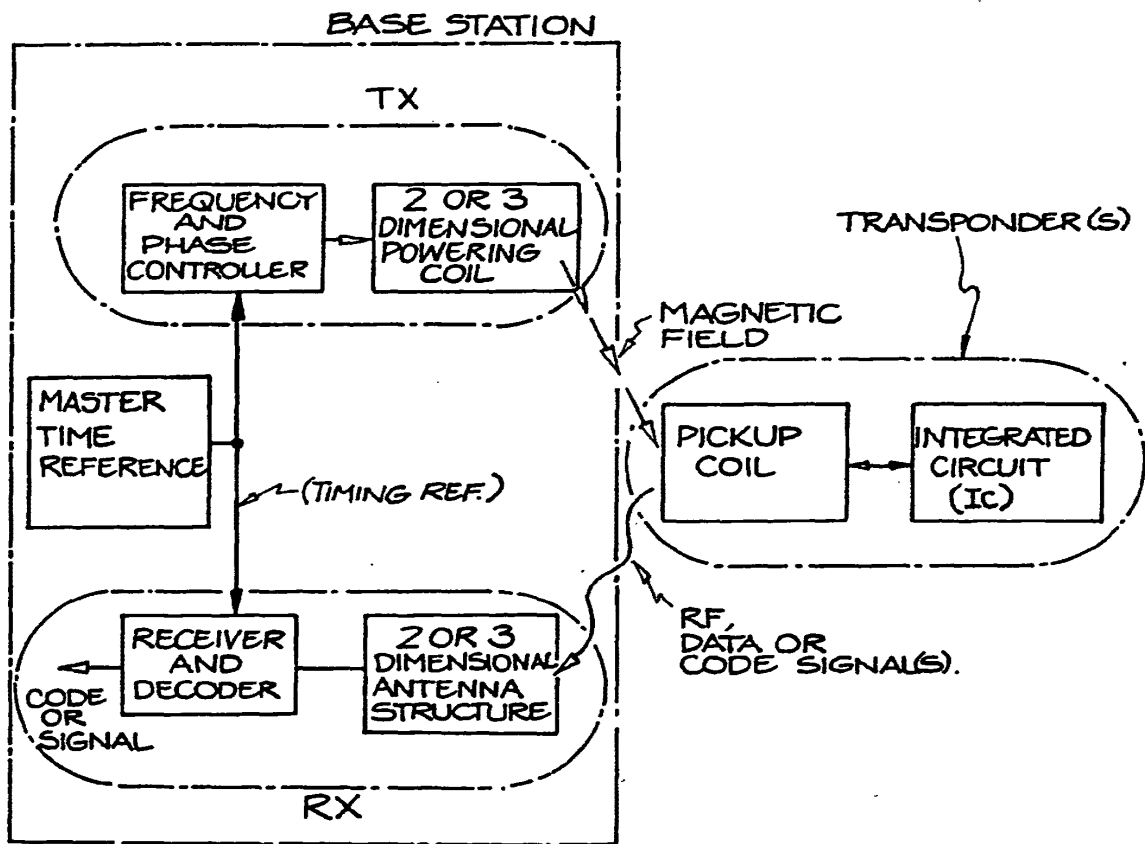 BASE STATION
TX
FREQUENCY
AND
PHASE
CONTROLLER
2 OR 3
DIMENSIONAL
POWERING
COIL
TRANSPONDER(S)
MAGNETIC
FIELD
MASTER
TIME
REFERENCE
PICKUP
COIL
INTEGRATED
CIRCUIT
(IC)
(TIMING REF.)
RECEIVER
AND
DECODER
2 OR 3
DIMENSIONAL
ANTENNA
STRUCTURE
RF,
DATA OR
CODE SIGNAL(S).
CODE
OR
SIGNAL
RX